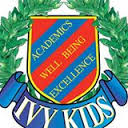 ACADEMICS
WELL BEING
EXCELLENCE
IVY KIDS